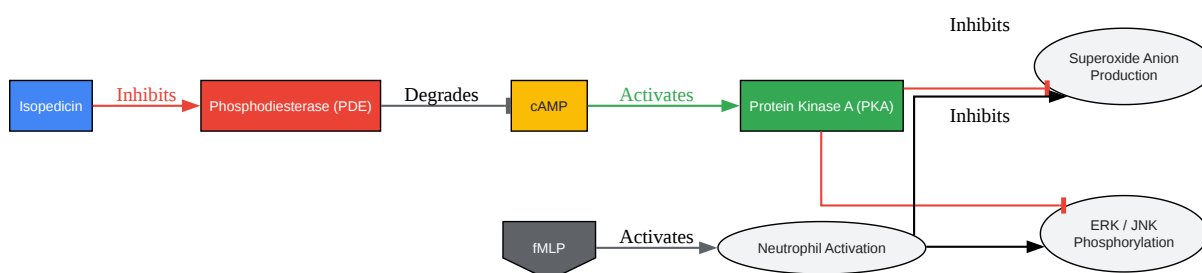 Inhibits
Superoxide Anion
Production
Isopedicin
Inhibits
Phosphodiesterase (PDE)
Degrades
cAMP
Activates
Protein Kinase A (PKA)
Inhibits
fMLP
Activates
Neutrophil Activation
ERK / JNK
Phosphorylation